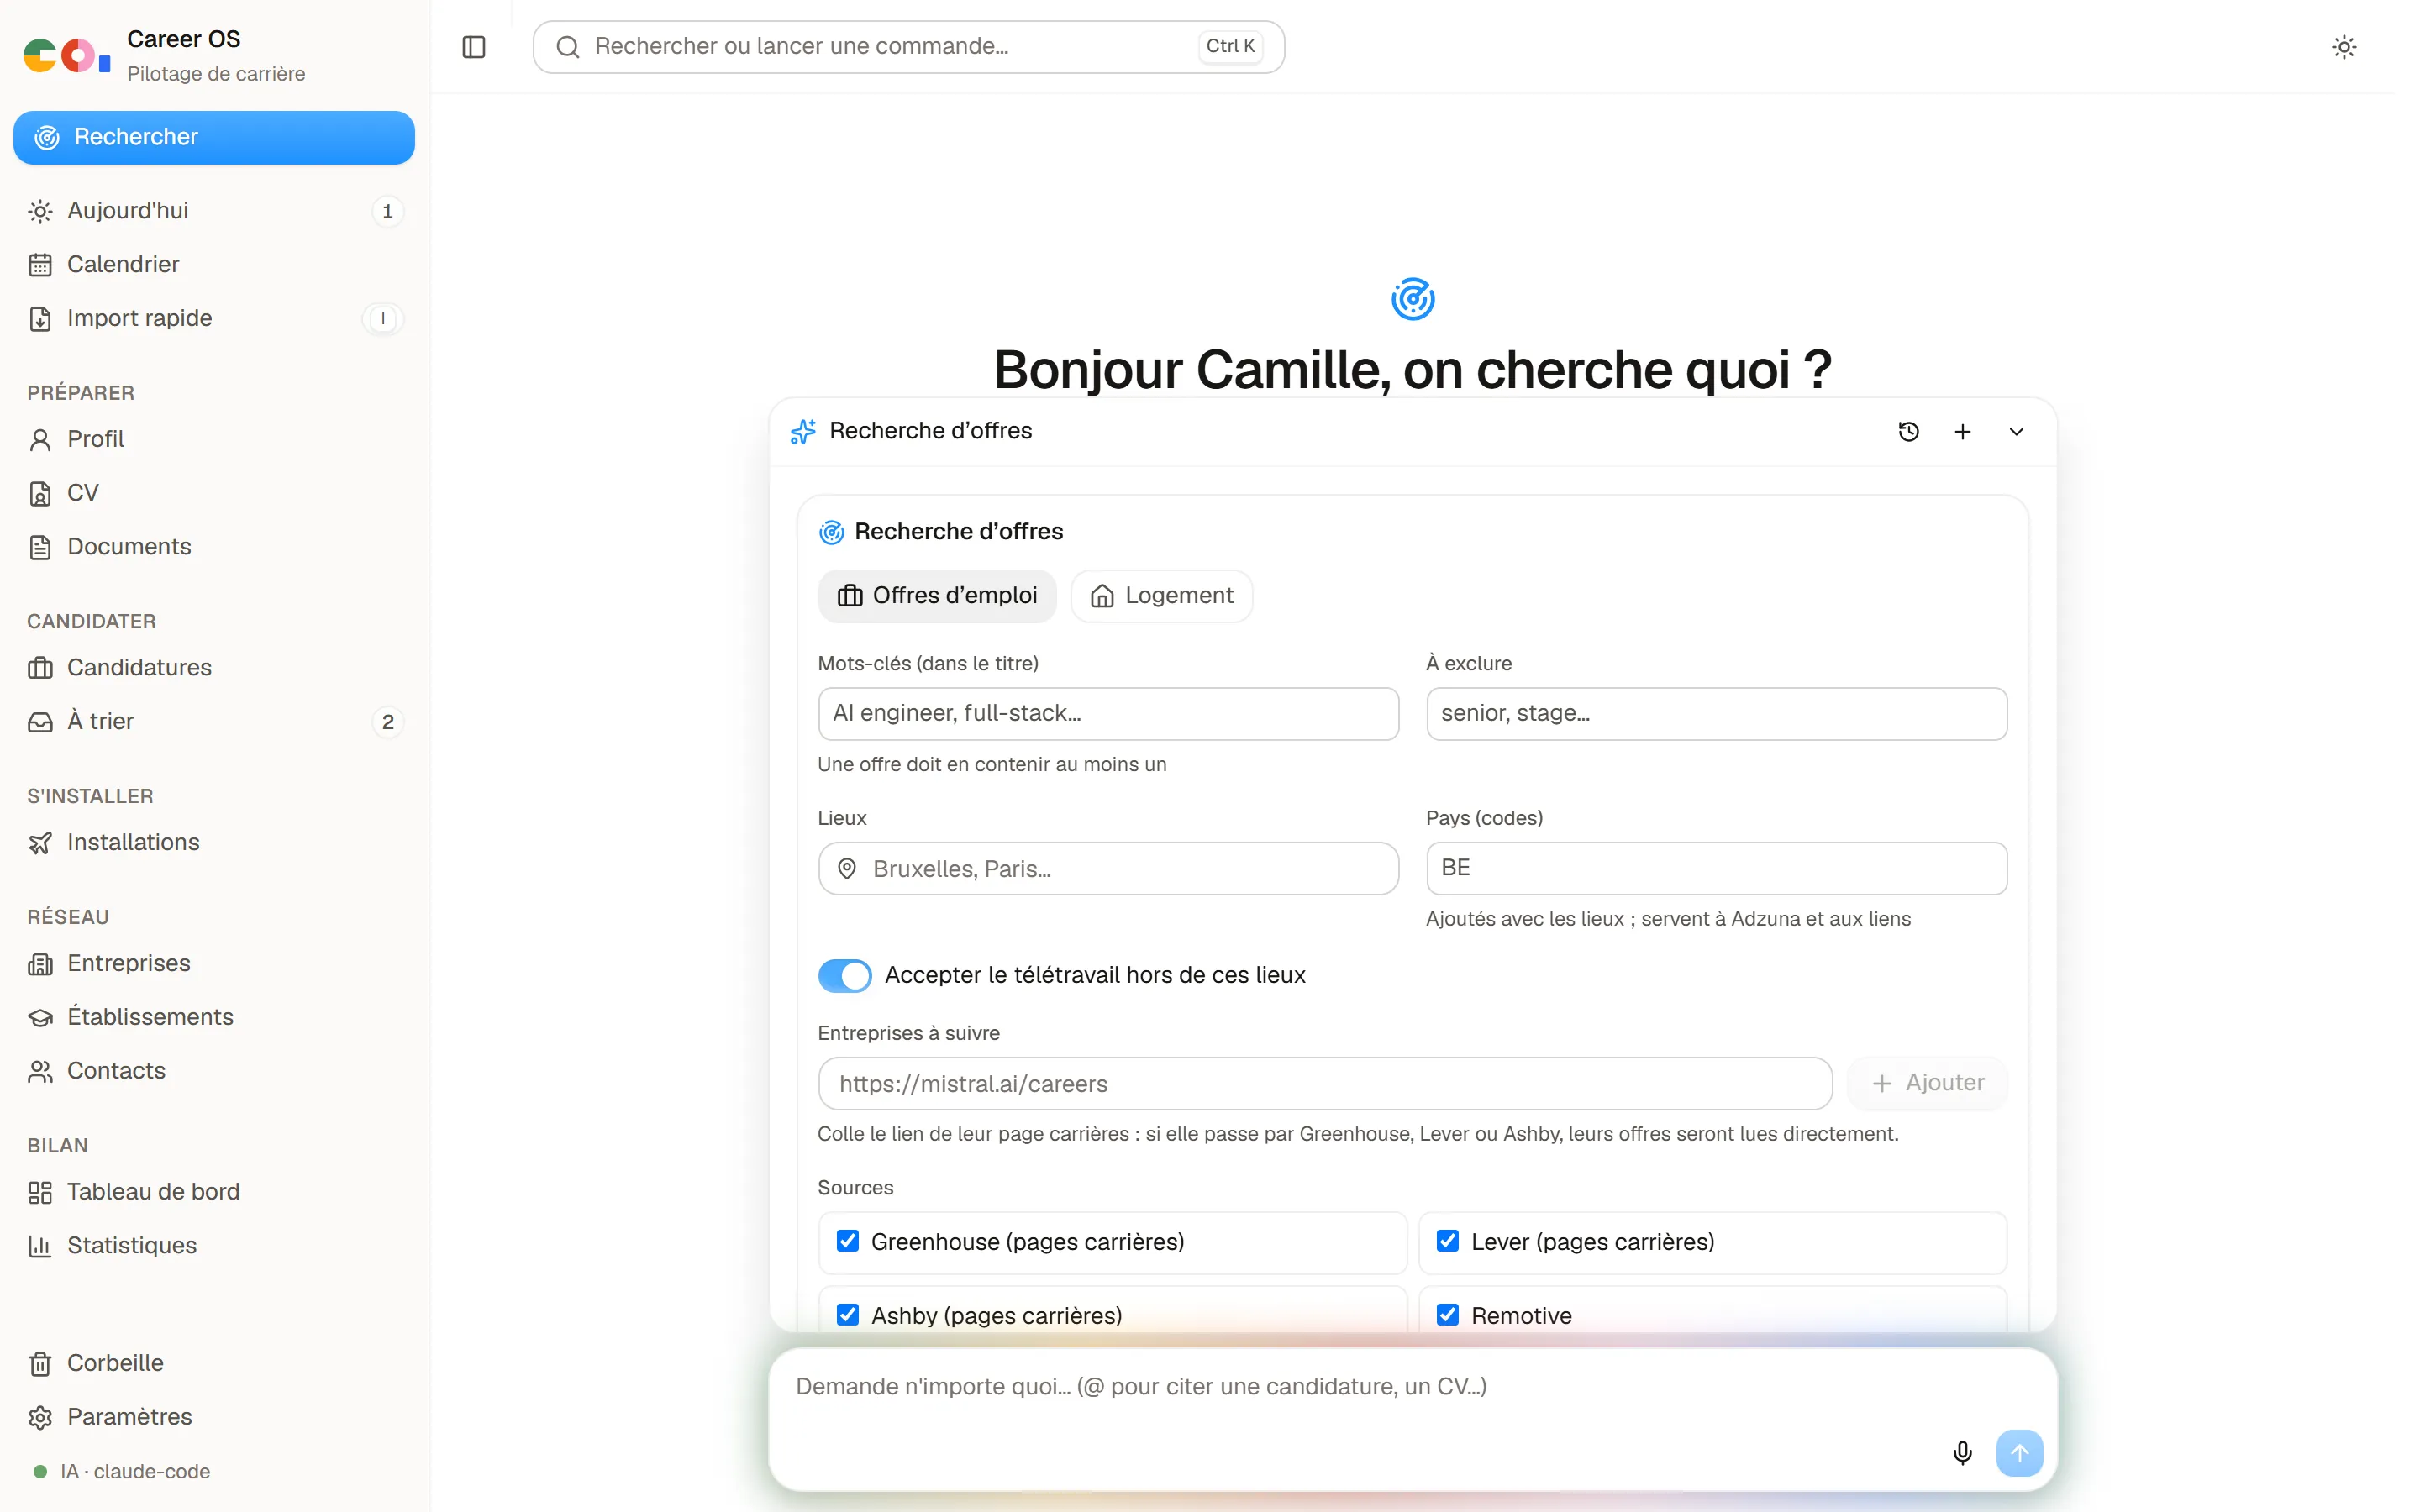 Career OS
Pilotage de carrière
Rechercher
Aujourd'hui 1
Calendrier
Import rapide I
PRÉPARER
Profil
CV
Documents
CANDIDATER
Candidatures
À trier 2
S'INSTALLER
Installations
RÉSEAU
Entreprises
Établissements
Contacts
BILAN
Tableau de bord
Statistiques
Corbeille
Paramètres
IA · claude-code
Rechercher ou lancer une commande... Ctrl K
Bonjour Camille, on cherche quoi ?
Recherche d’offres
Recherche d’offres
Offres d’emploi Logement
Mots-clés (dans le titre) À exclure
AI engineer, full-stack... senior, stage...
Une offre doit en contenir au moins un
Lieux Pays (codes)
Bruxelles, Paris... BE
Ajoutés avec les lieux ; servent à Adzuna et aux liens
Accepter le télétravail hors de ces lieux
Entreprises à suivre
https://mistral.ai/careers Ajouter
Colle le lien de leur page carrières : si elle passe par Greenhouse, Lever ou Ashby, leurs offres seront lues directement.
Sources
Greenhouse (pages carrières) Lever (pages carrières)
Ashby (pages carrières) Remotive
Demande n'importe quoi... (@ pour citer une candidature, un CV...)